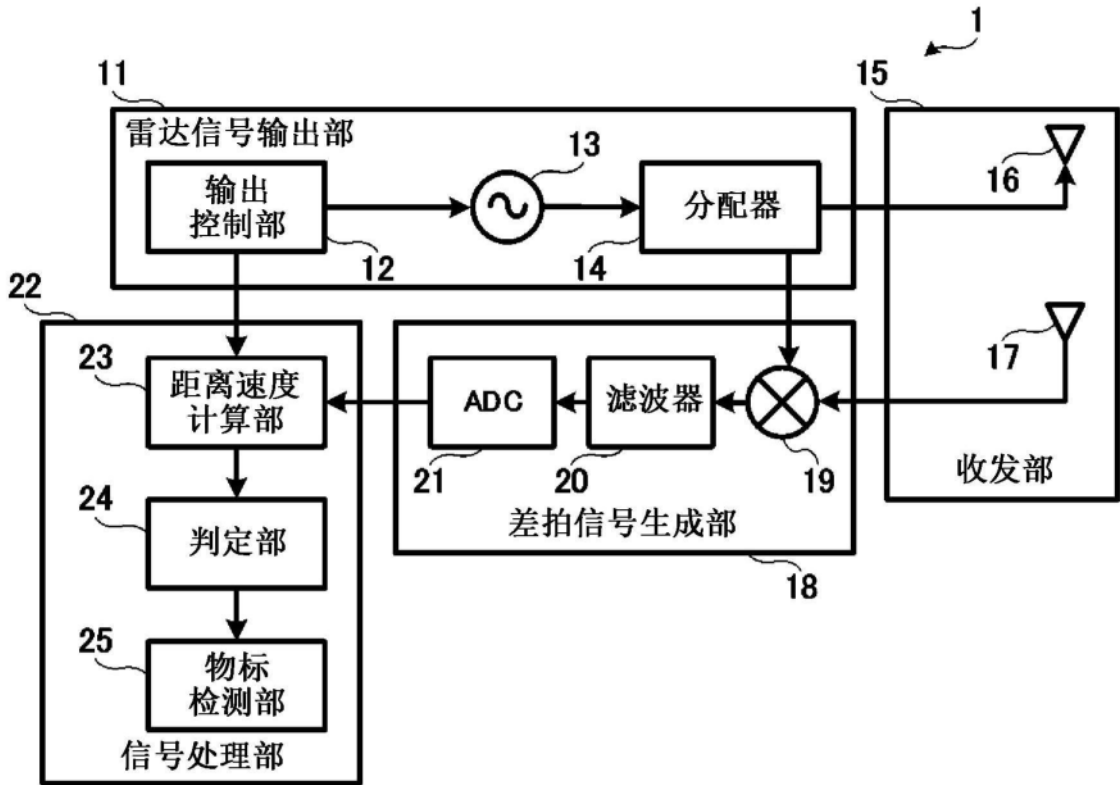 1
11
15
雷达信号输出部
13
16
输出
控制部
分配器
12
14
22
17
23
距离速度
计算部
ADC
滤波器
21
20
19
收发部
24
判定部
差拍信号生成部
18
25
物标
检测部
信号处理部